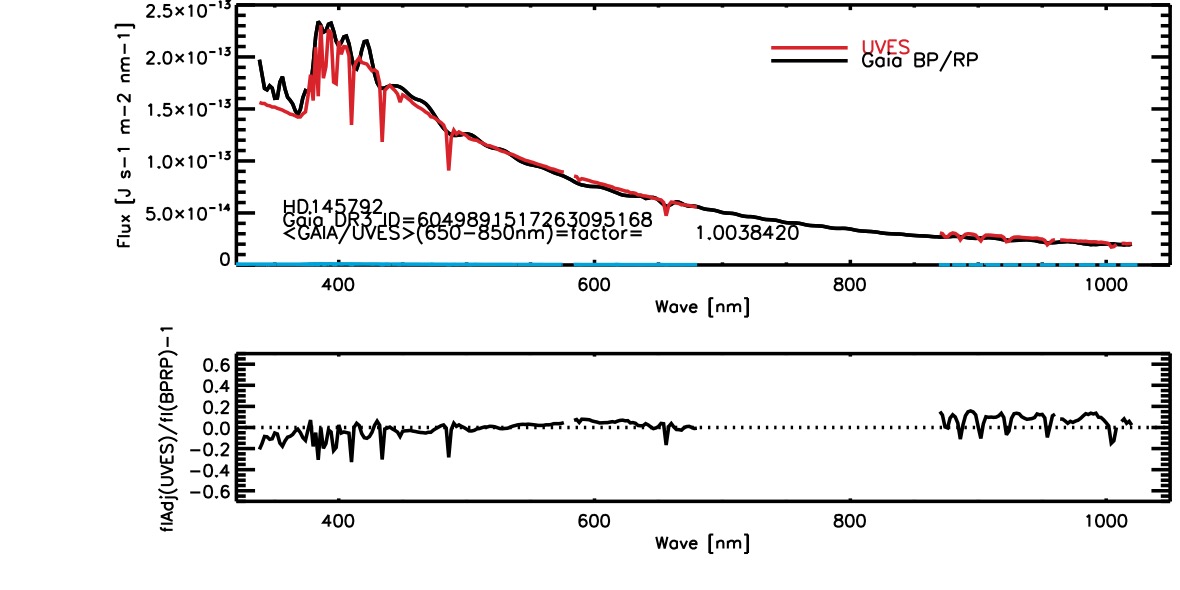 2.5×10−13
2.0×10−13
1.5×10−13
1.0×10−13
5.0×10−14
0
Flux [J s−1 m−2 nm−1]
UVES
Gaia BP/RP
HD145792
Gaia DR3 ID=6049891517263095168
<GAIA/UVES>(650−850nm)=factor= 1.0038420
400 600 800 1000
Wave [nm]
0.6
0.4
0.2
0.0
−0.2
−0.4
−0.6
flAdj(UVES)/fl(BPRP)−1
400 600 800 1000
Wave [nm]